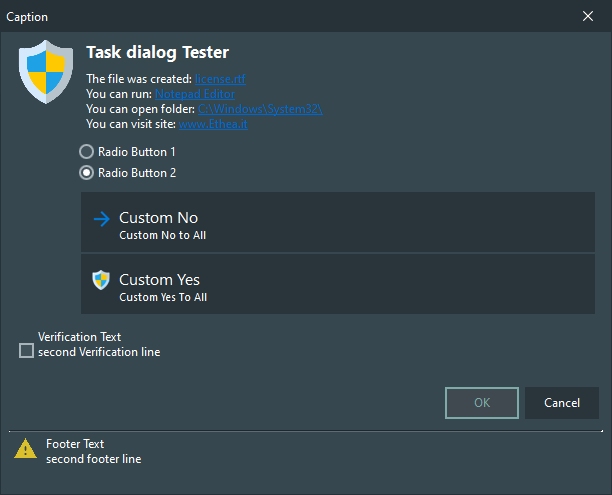 Caption
Task dialog Tester
The file was created: license.rtf
You can run: Notepad Editor
You can open folder: C:\Windows\System32\
You can visit site: www.Ethea.it
Radio Button 1
Radio Button 2
Custom No
Custom No to All
Custom Yes
Custom Yes To All
Verification Text
second Verification line
OK
Cancel
Footer Text
second footer line